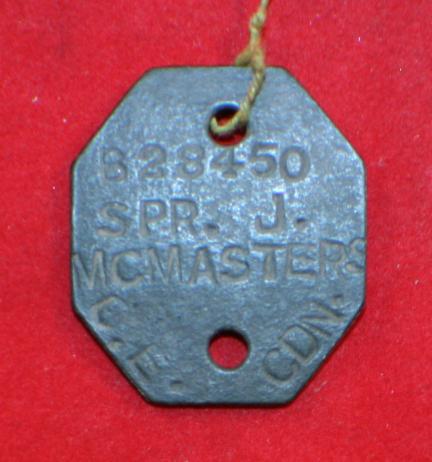 B28450
SPR. J.
MCMASTERS
C.E. CDN.